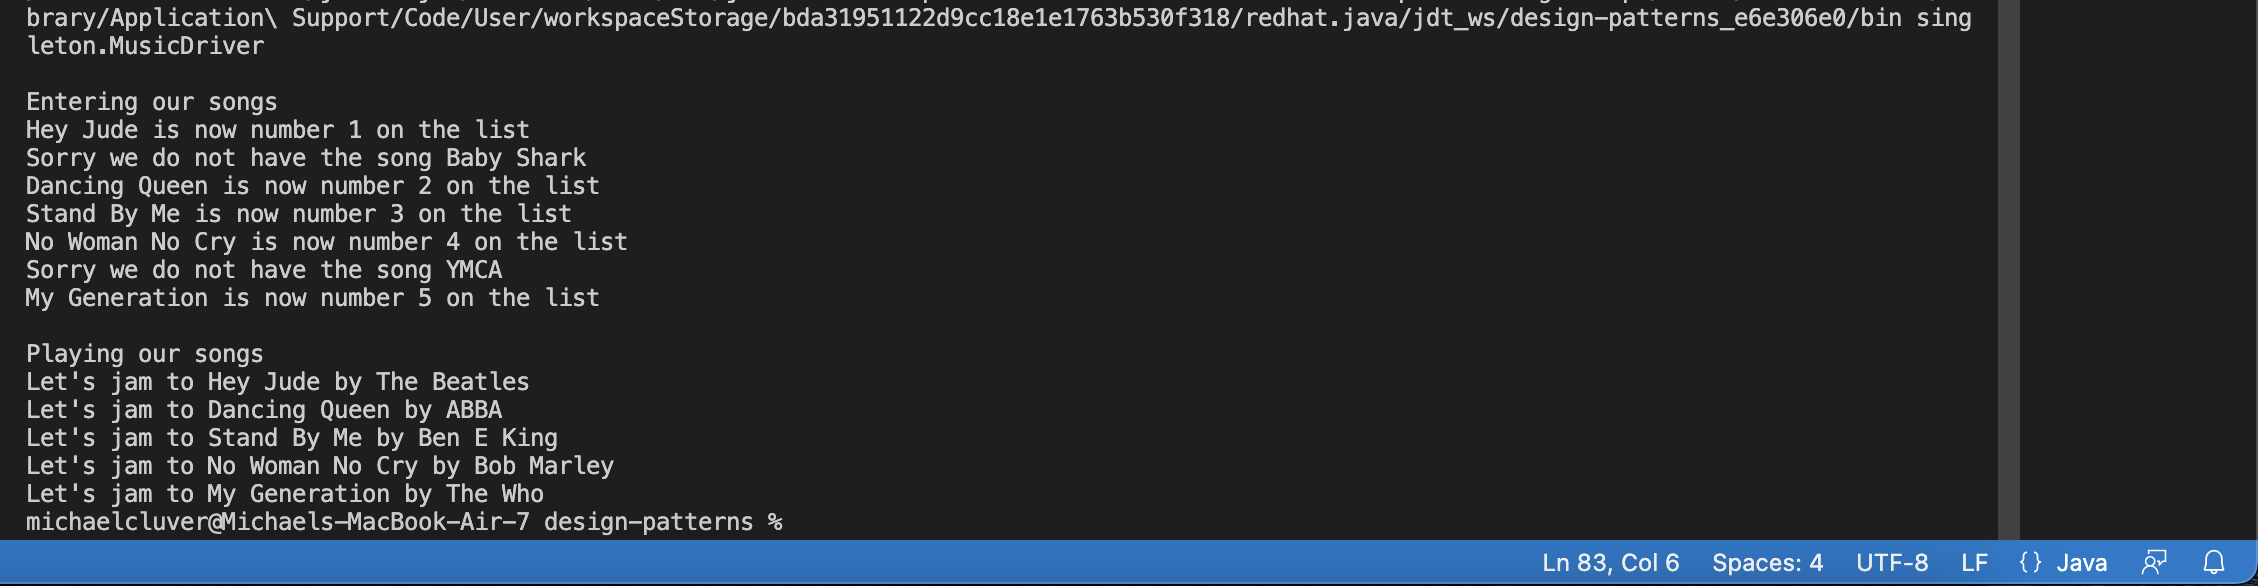 brary/Application\ Support/Code/User/workspaceStorage/bda31951122d9cc18e1e1763b530f318/redhat.java/jdt_ws/design-patterns_e6e306e0/bin sing
leton.MusicDriver
Entering our songs
Hey Jude is now number 1 on the list
Sorry we do not have the song Baby Shark
Dancing Queen is now number 2 on the list
Stand By Me is now number 3 on the list
No Woman No Cry is now number 4 on the list
Sorry we do not have the song YMCA
My Generation is now number 5 on the list
Playing our songs
Let's jam to Hey Jude by The Beatles
Let's jam to Dancing Queen by ABBA
Let's jam to Stand By Me by Ben E King
Let's jam to No Woman No Cry by Bob Marley
Let's jam to My Generation by The Who
michaelcluver@Michaels-MacBook-Air-7 design-patterns %
Ln 83, Col 6 Spaces: 4 UTF-8 LF {} Java